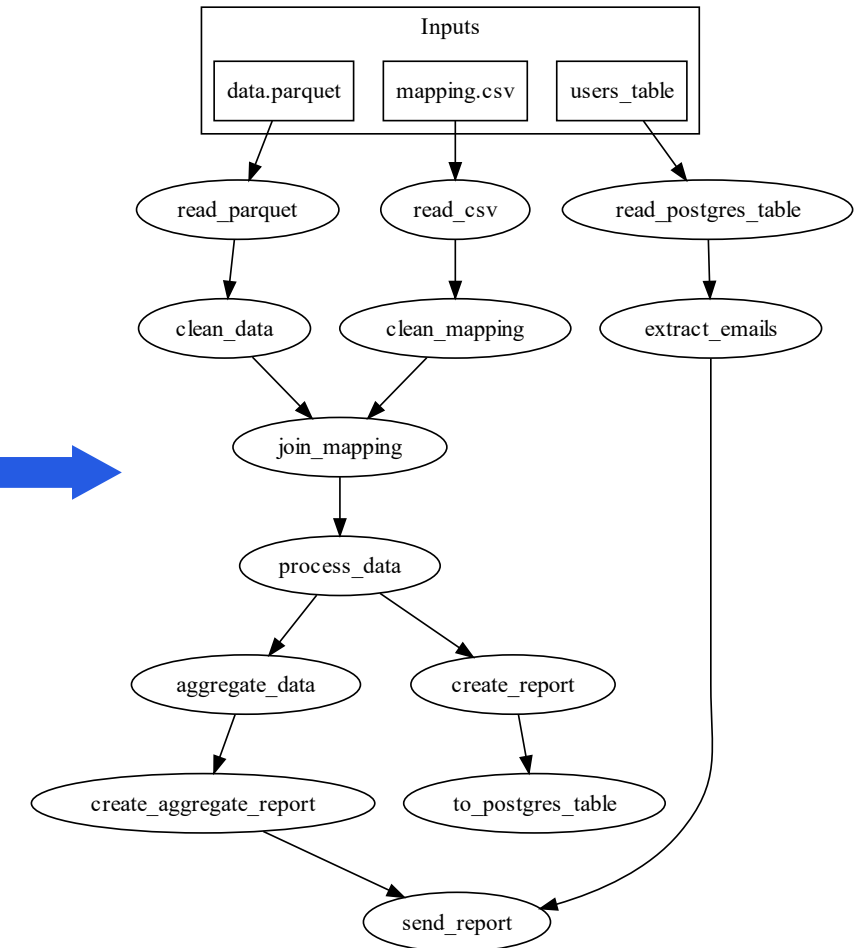 Inputs
data.parquet
mapping.csv
users_table
read_parquet
read_csv
read_postgres_table
clean_data
clean_mapping
extract_emails
join_mapping
process_data
aggregate_data
create_report
create_aggregate_report
to_postgres_table
send_report